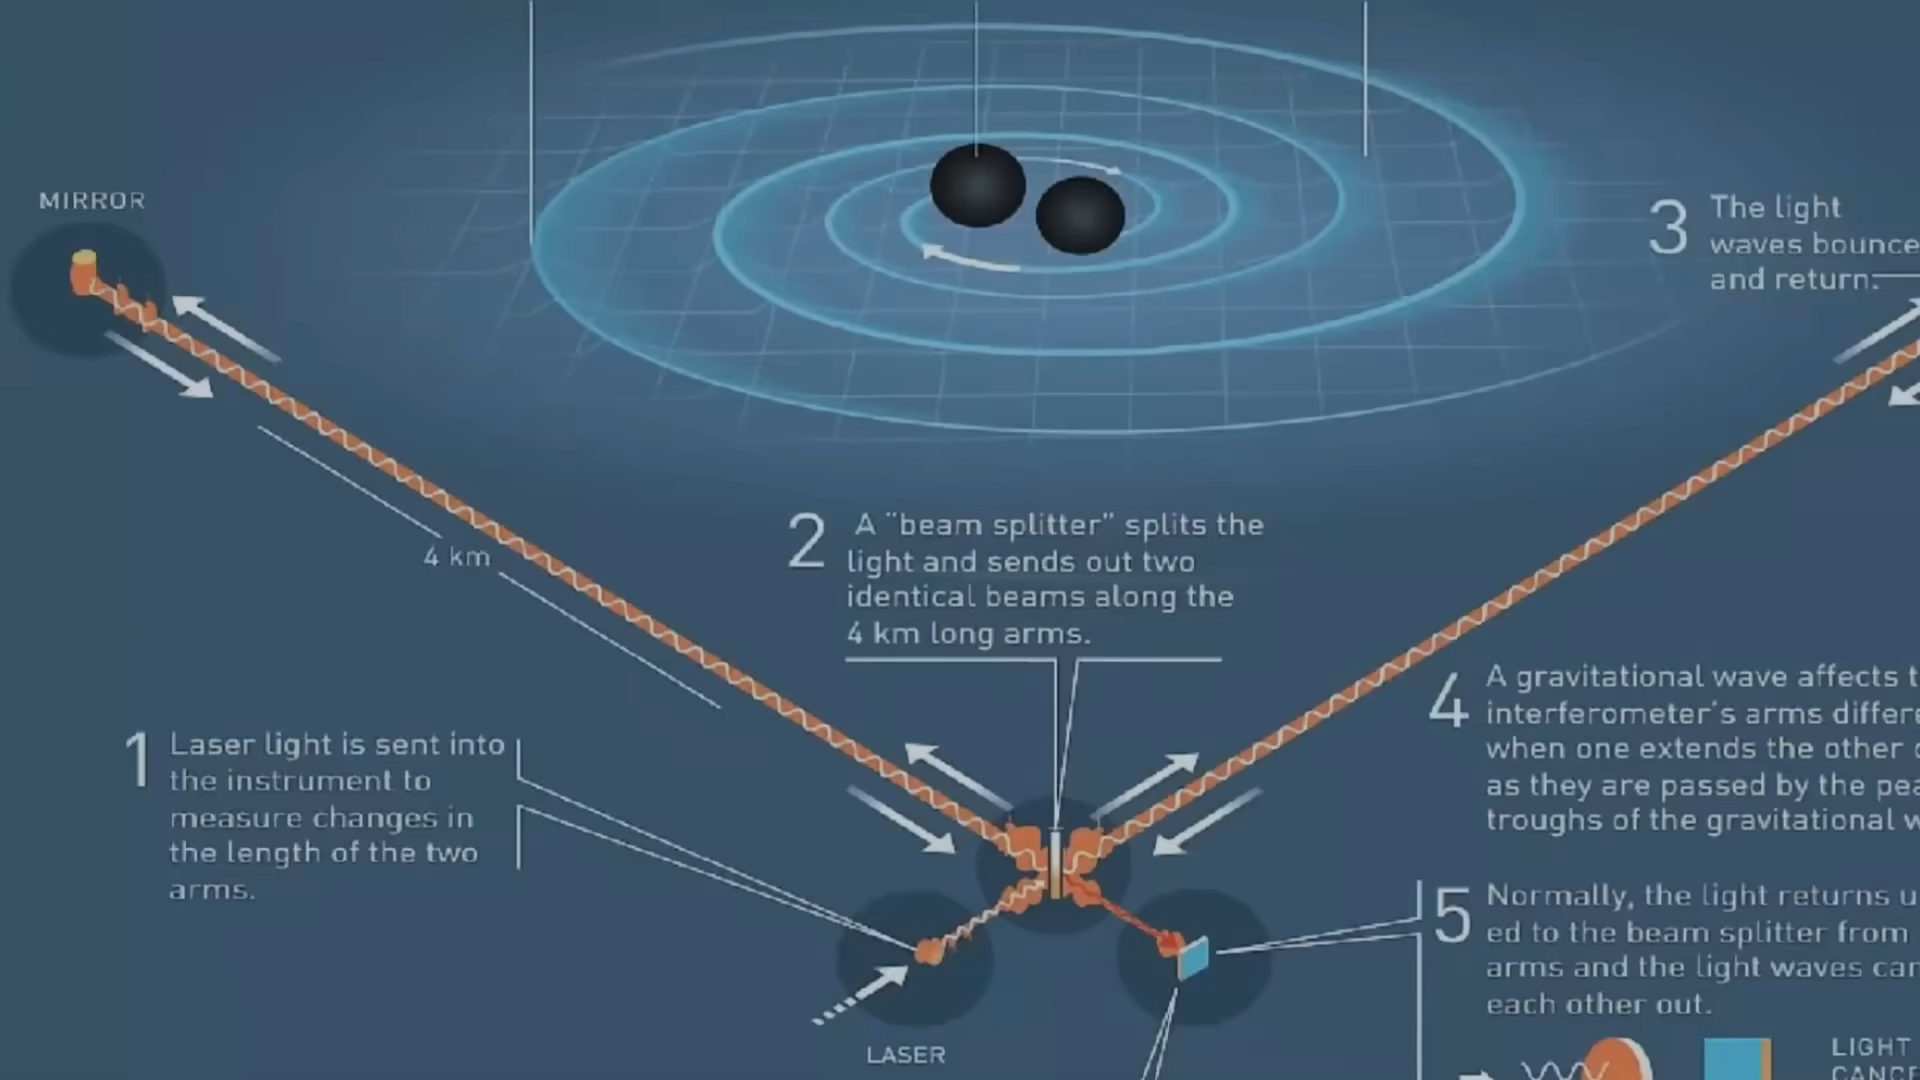 MIRROR
3
The light
waves bounce
and return.
4 km
2
A "beam splitter" splits the
light and sends out two
identical beams along the
4 km long arms.
1
Laser light is sent into
the instrument to
measure changes in
the length of the two
arms.
4
A gravitational wave affects
interferometer's arms
when one extends the other
as they are passed by the
troughs of the gravitational
5
Normally, the light returns
ed to the beam splitter from
arms and the light waves
each other out.
LASER
LIGHT